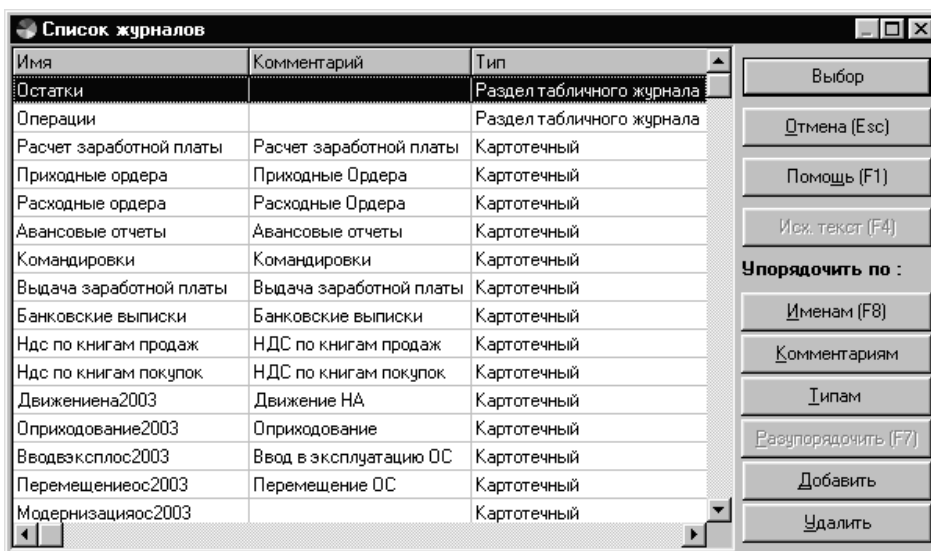 Список журналов
Имя Комментарий Тип
Остатки Раздел табличного журнала
Операции Раздел табличного журнала
Расчет заработной платы Расчет заработной платы Картотечный
Приходные ордера Приходные Ордера Картотечный
Расходные ордера Расходные Ордера Картотечный
Авансовые отчеты Авансовые отчеты Картотечный
Командировки Командировки Картотечный
Выдача заработной платы Выдача заработной платы Картотечный
Банковские выписки Банковские выписки Картотечный
Ндс по книгам продаж НДС по книгам продаж Картотечный
Ндс по книгам покупок НДС по книгам покупок Картотечный
Движениена2003 Движение НА Картотечный
Оприходование2003 Оприходование Картотечный
Вводвэксплос2003 Ввод в эксплуатацию ОС Картотечный
Перемещениеос2003 Перемещение ОС Картотечный
Модернизацияос2003 Картотечный
Выбор
Отмена (Esc)
Помощь (F1)
Исх. текст (F4)
Упорядочить по :
Именам (F8)
Комментариям
Типам
Разупорядочить (F7)
Добавить
Удалить